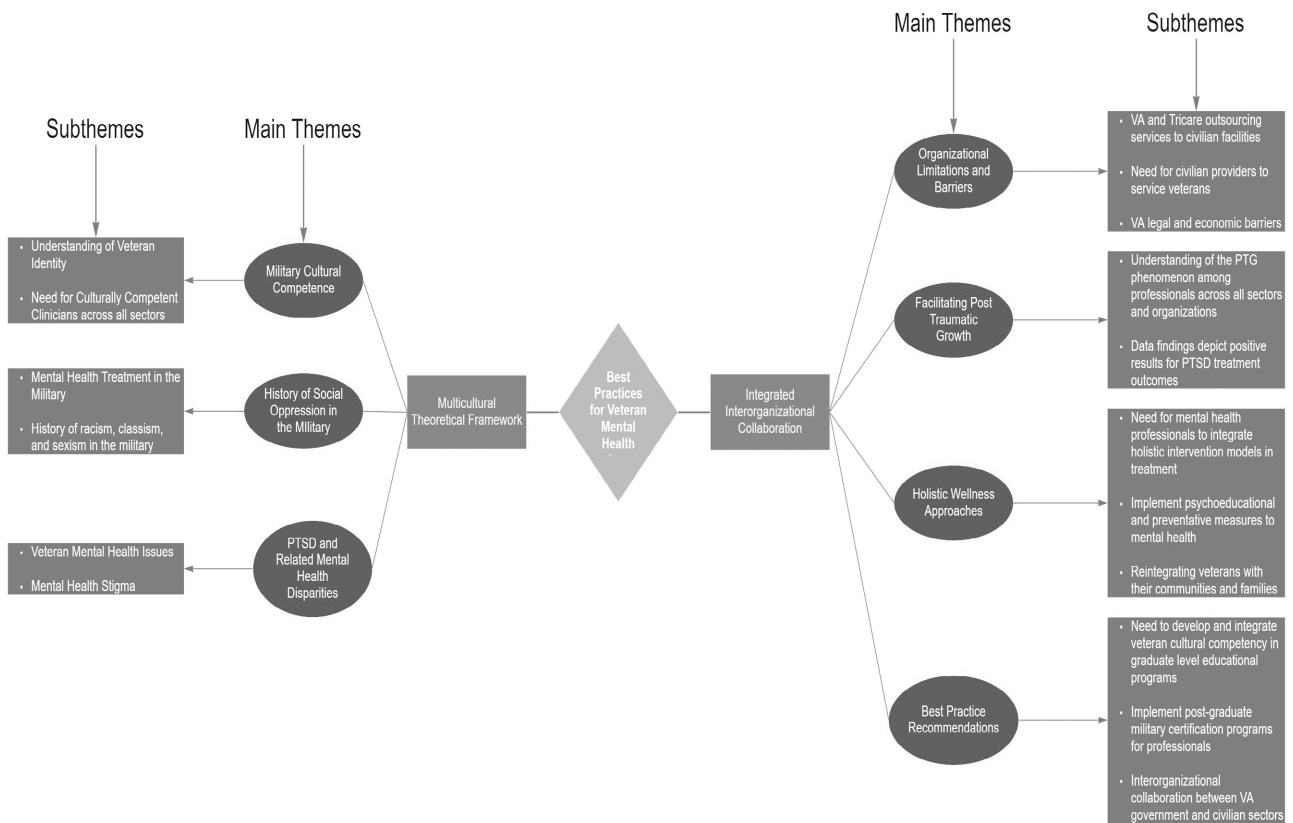 Subthemes
Main Themes
• Understanding of Veteran
Identity
• Need for Culturally Competent
Clinicians across all sectors
Military Cultural
Competence
• Mental Health Treatment in the
Military
• History of racism, classism,
and sexism in the military
History of Social
Oppression in
the MIlitary
• Veteran Mental Health Issues
• Mental Health Stigma
PTSD and
Related Mental
Health
Disparities
Multicultural
Theoretical Framework
Best
Practices
for Veteran
Mental
Health
Integrated
Interorganizational
Collaboration
Main Themes
Subthemes
Organizational
Limitations and
Barriers
• VA and Tricare outsourcing
services to civilian facilities
• Need for civilian providers to
service veterans
• VA legal and economic barriers
Facilitating Post
Traumatic
Growth
• Understanding of the PTG
phenomenon among
professionals across all sectors
and organizations
• Data findings depict positive
results for PTSD treatment
outcomes
Holistic Wellness
Approaches
• Need for mental health
professionals to integrate
holistic intervention models in
treatment
• Implement psychoeducational
and preventative measures to
mental health
• Reintegrating veterans with
their communities and families
Best Practice
Recommendations
• Need to develop and integrate
veteran cultural competency in
graduate level educational
programs
• Implement post-graduate
military certification programs
for professionals
• Interorganizational
collaboration between VA
government and civilian sectors